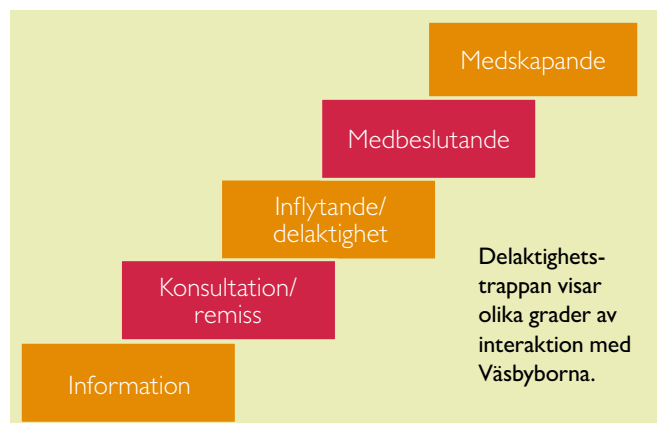 Medskapande
Medbeslutande
Inflytande/
delaktighet
Konsultation/
remiss
Information
Delaktighets-
trappan visar
olika grader av
interaktion med
Väsbyborna.